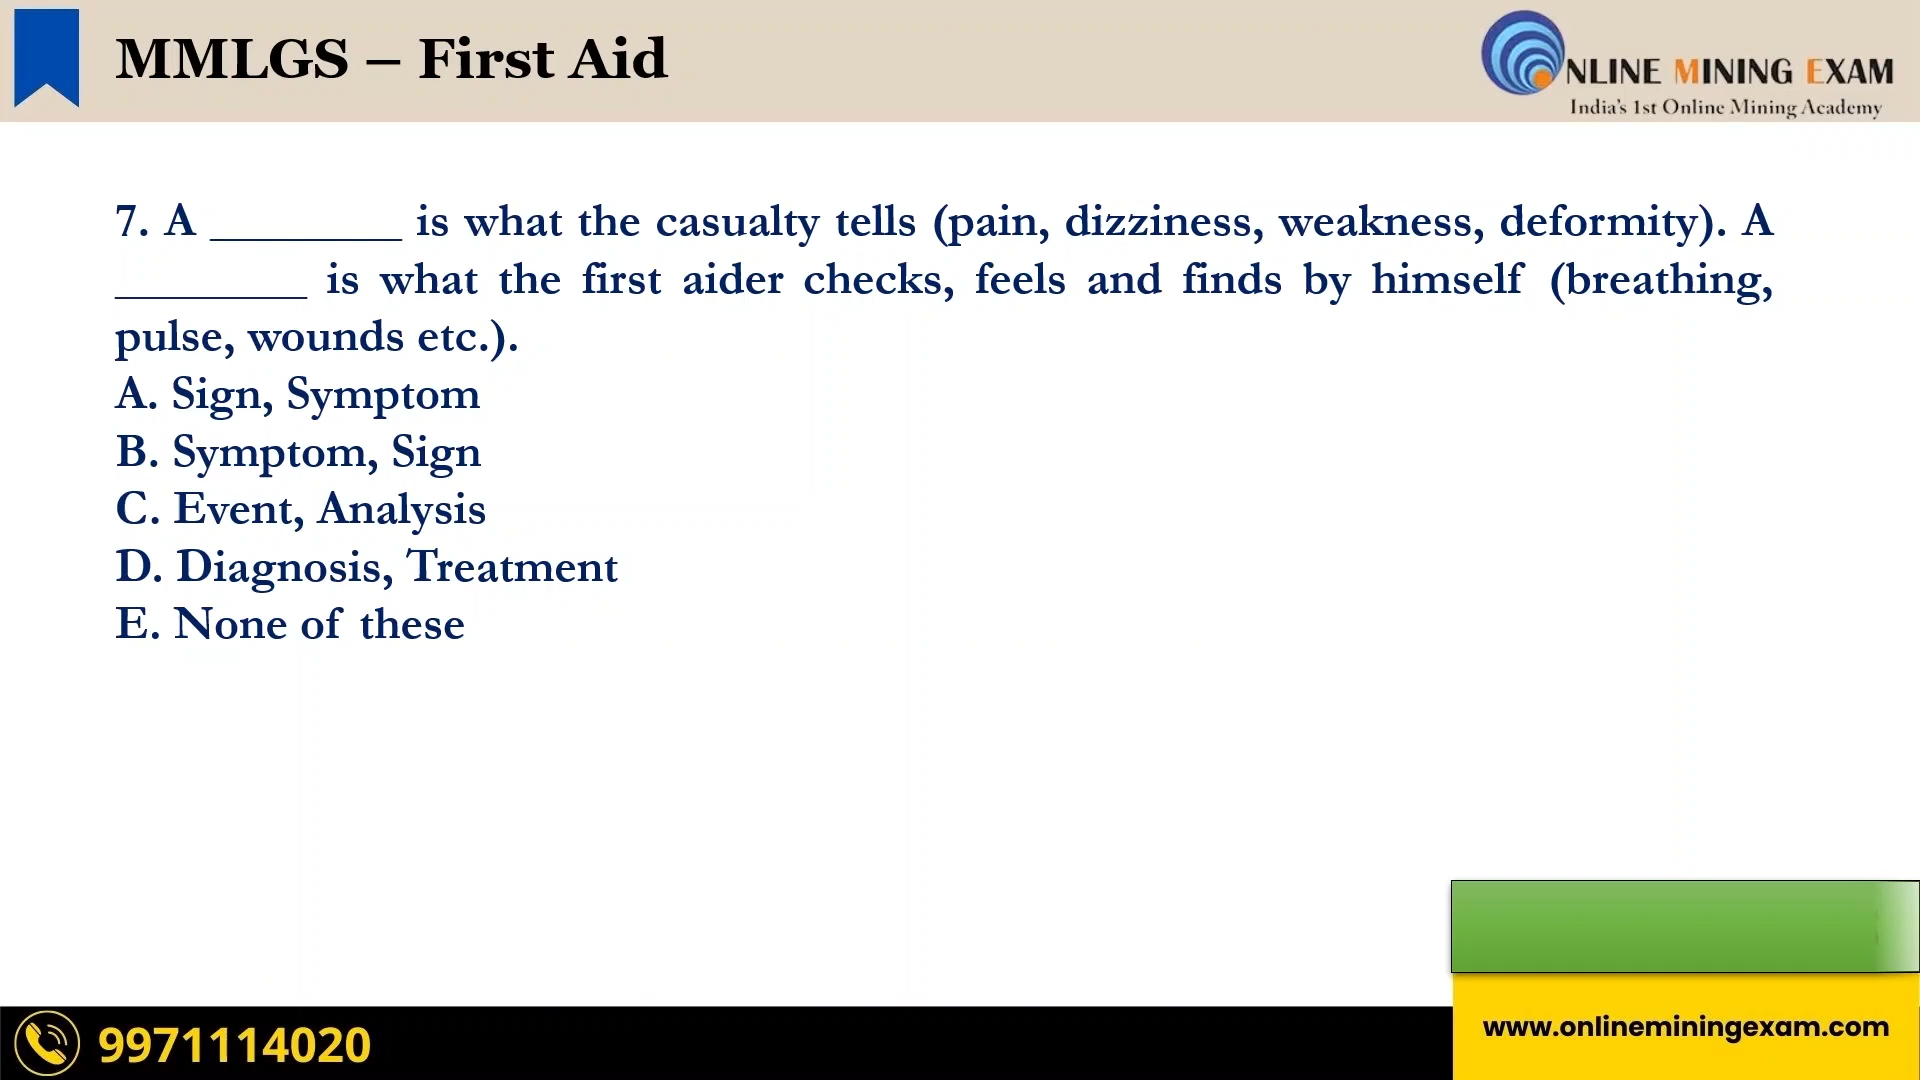 MMLGS – First Aid
NLINE MINING EXAM
India's 1st Online Mining Academy
7. A ________ is what the casualty tells (pain, dizziness, weakness, deformity). A
________ is what the first aider checks, feels and finds by himself (breathing,
pulse, wounds etc.).
A. Sign, Symptom
B. Symptom, Sign
C. Event, Analysis
D. Diagnosis, Treatment
E. None of these
9971114020
www.onlineminingexam.com